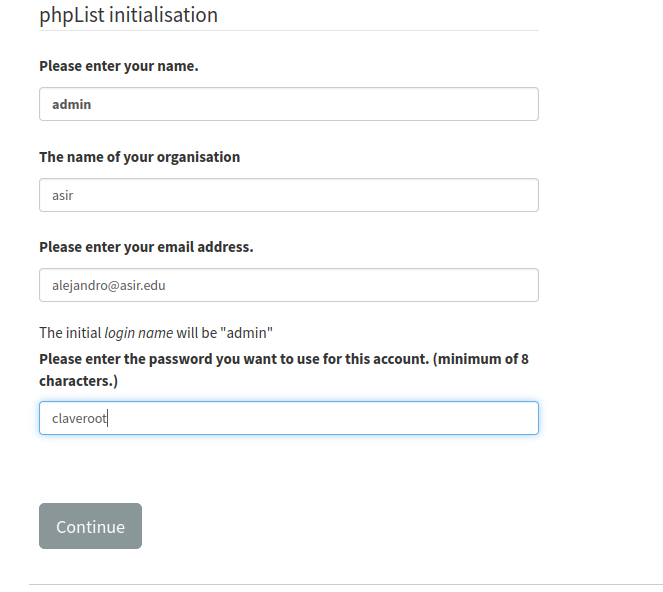 phpList initialisation
Please enter your name.
admin
The name of your organisation
asir
Please enter your email address.
alejandro@asir.edu
The initial login name will be "admin"
Please enter the password you want to use for this account. (minimum of 8
characters.)
claveroot
Continue